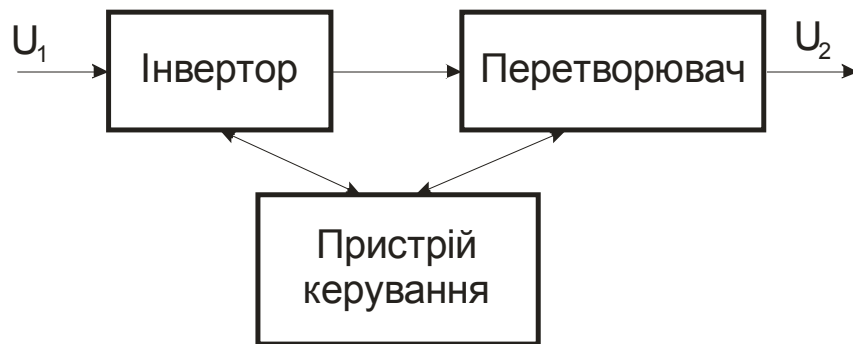 U₁
Інвертор
Перетворювач
U₂
Пристрій
керування